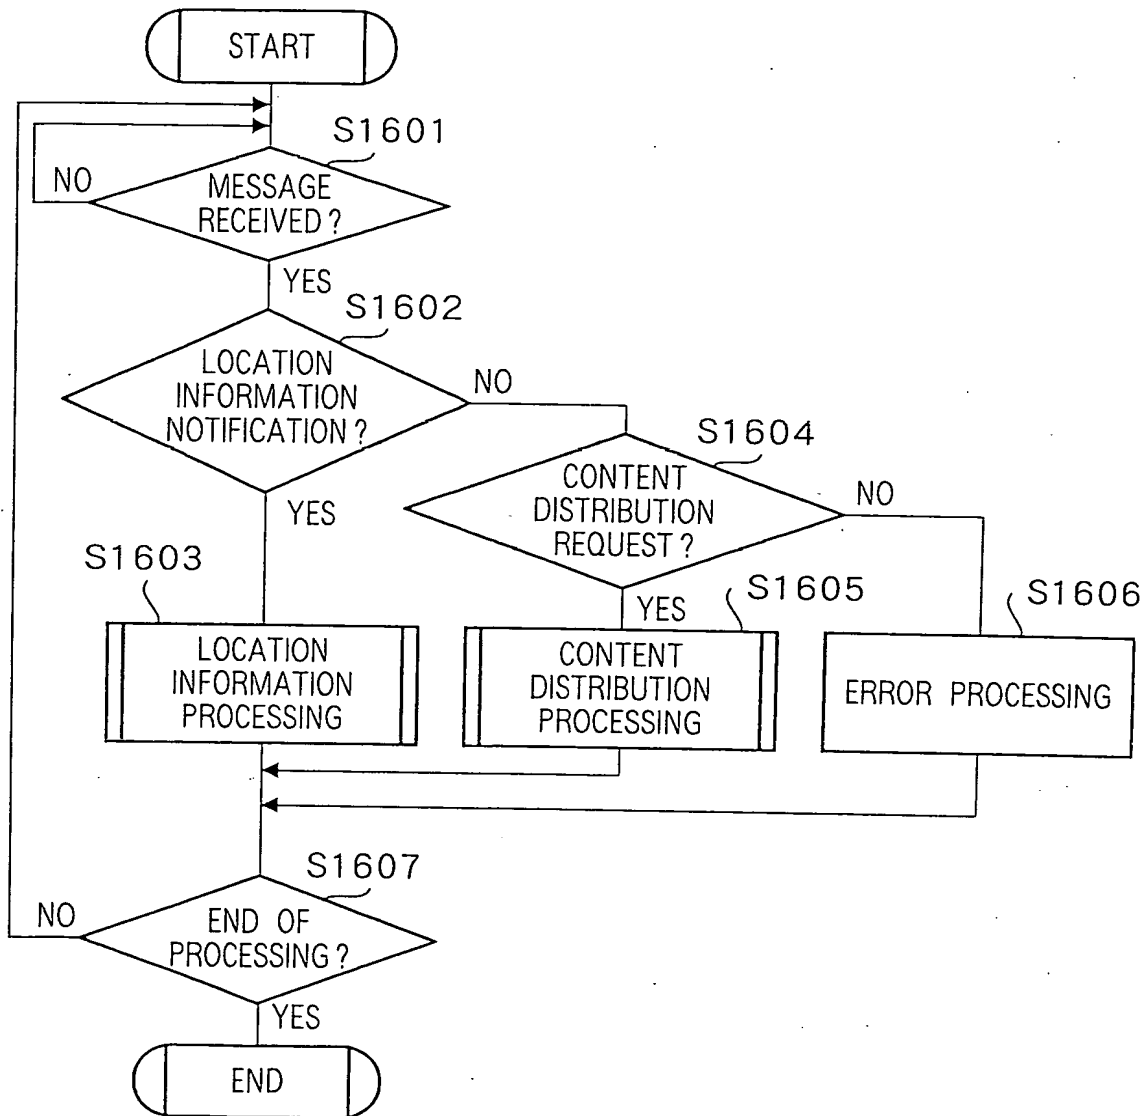 START
S1601
NO
MESSAGE
RECEIVED?
YES
S1602
LOCATION
INFORMATION
NOTIFICATION?
NO
YES
S1604
CONTENT
DISTRIBUTION
REQUEST?
NO
YES
S1603
LOCATION
INFORMATION
PROCESSING
S1605
CONTENT
DISTRIBUTION
PROCESSING
S1606
ERROR PROCESSING
S1607
NO
END OF
PROCESSING?
YES
END